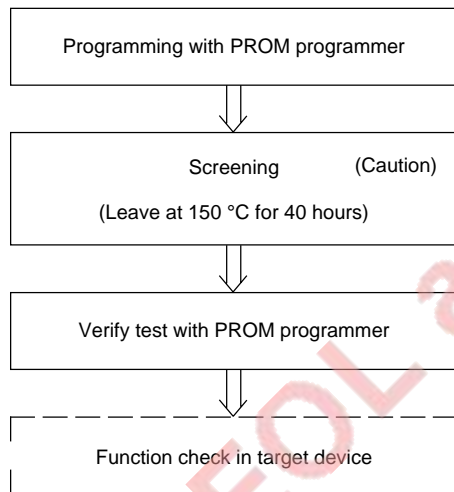 Programming with PROM programmer
Screening (Caution)
(Leave at 150 °C for 40 hours)
Verify test with PROM programmer
Function check in target device
EOL a